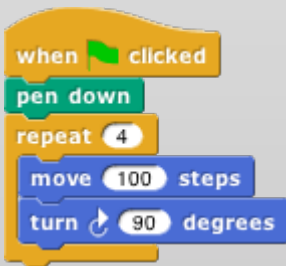 when clicked
pen down
repeat 4
move 100 steps
turn 90 degrees